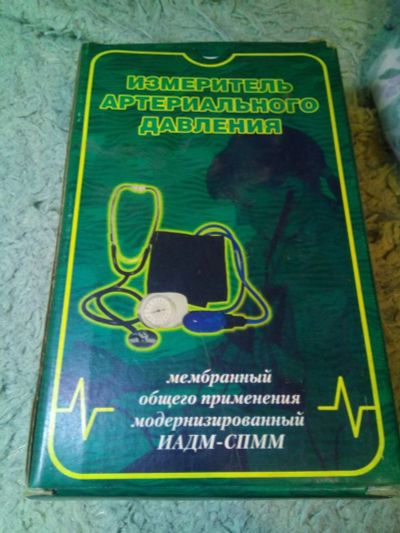 ИЗМЕРИТЕЛЬ
АРТЕРИАЛЬНОГО
ДАВЛЕНИЯ
мембранный
общего применения
модернизированный
ИАДМ-СПММ